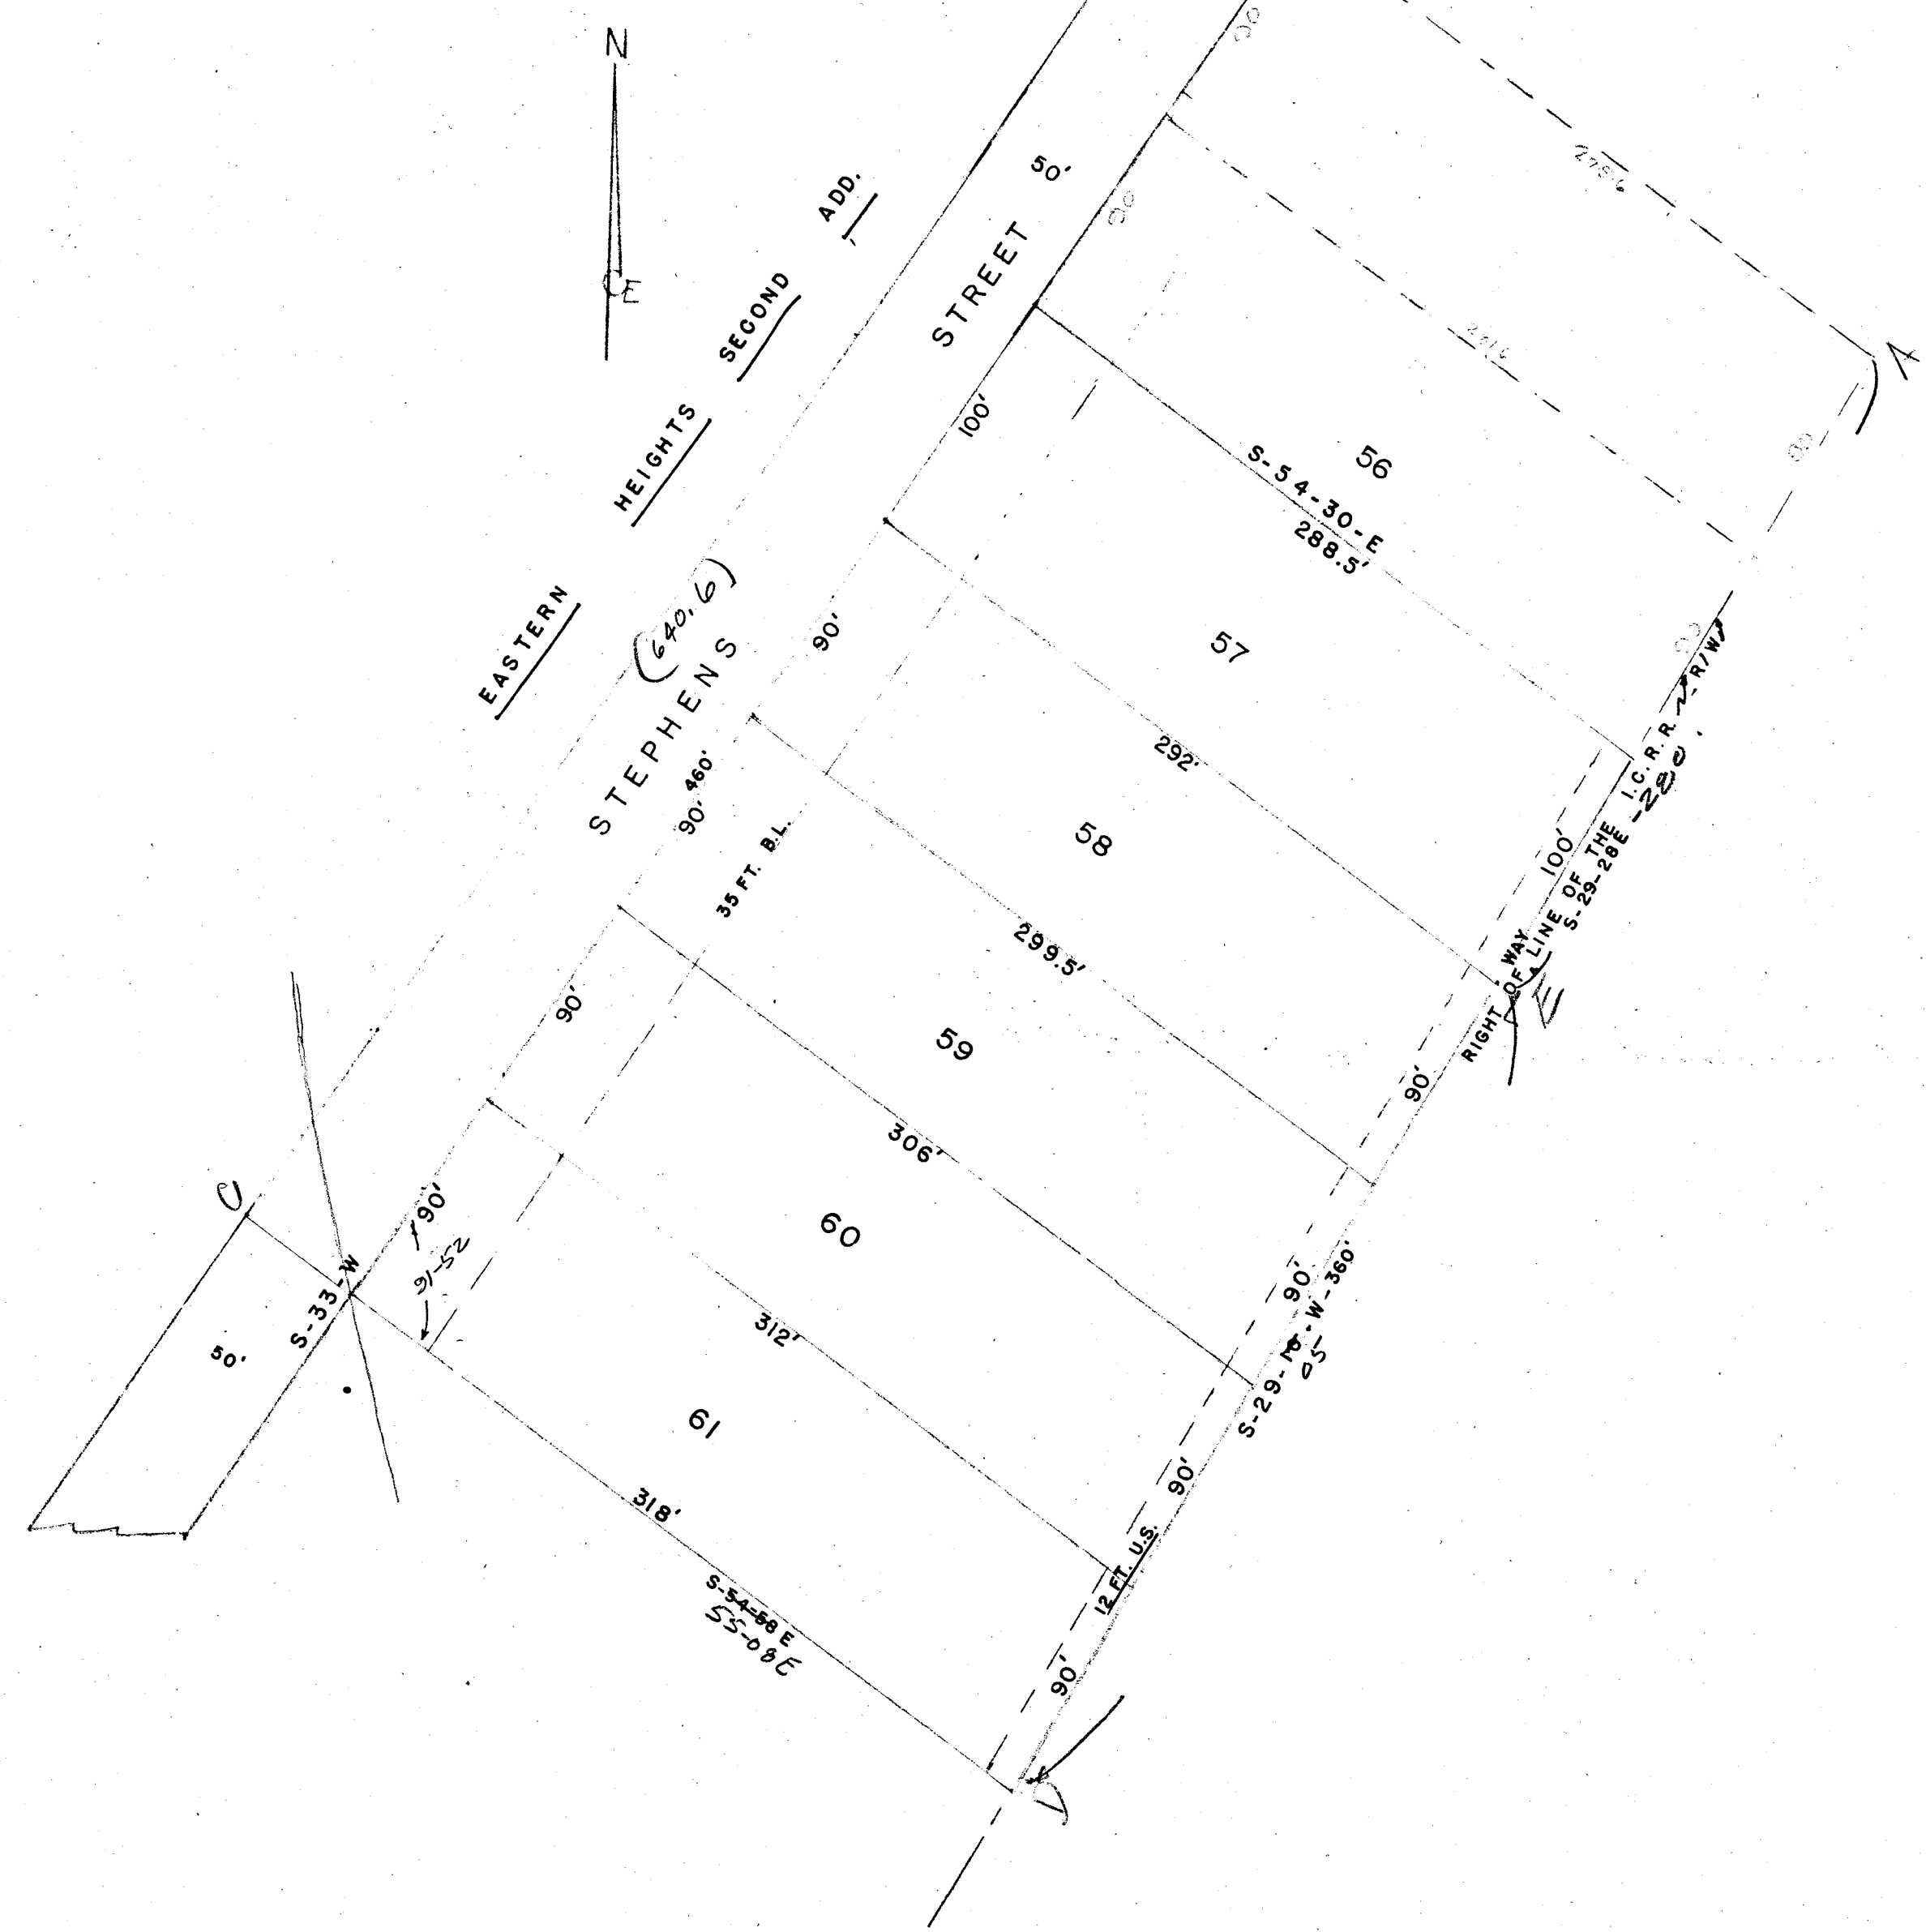 N
E
50'
STREET
STEPHENS
EASTERN HEIGHTS SECOND ADD.
(640.6)
A
56
S-54-30-E
288.5'
100'
57
90'
292'
58
90' 460'
35 FT. B.L.
299.5'
59
90'
306'
60
90'
91-52
312'
61
318'
S-54-58 E
55-08E
C
S-33-W
50'
I.C.R.R. R/W
RIGHT OF WAY LINE OF THE
S-29-28E -280.
100'
E
90'
90'
S-29-10-W-360'
05
90'
12 FT. U.S.
90'
D